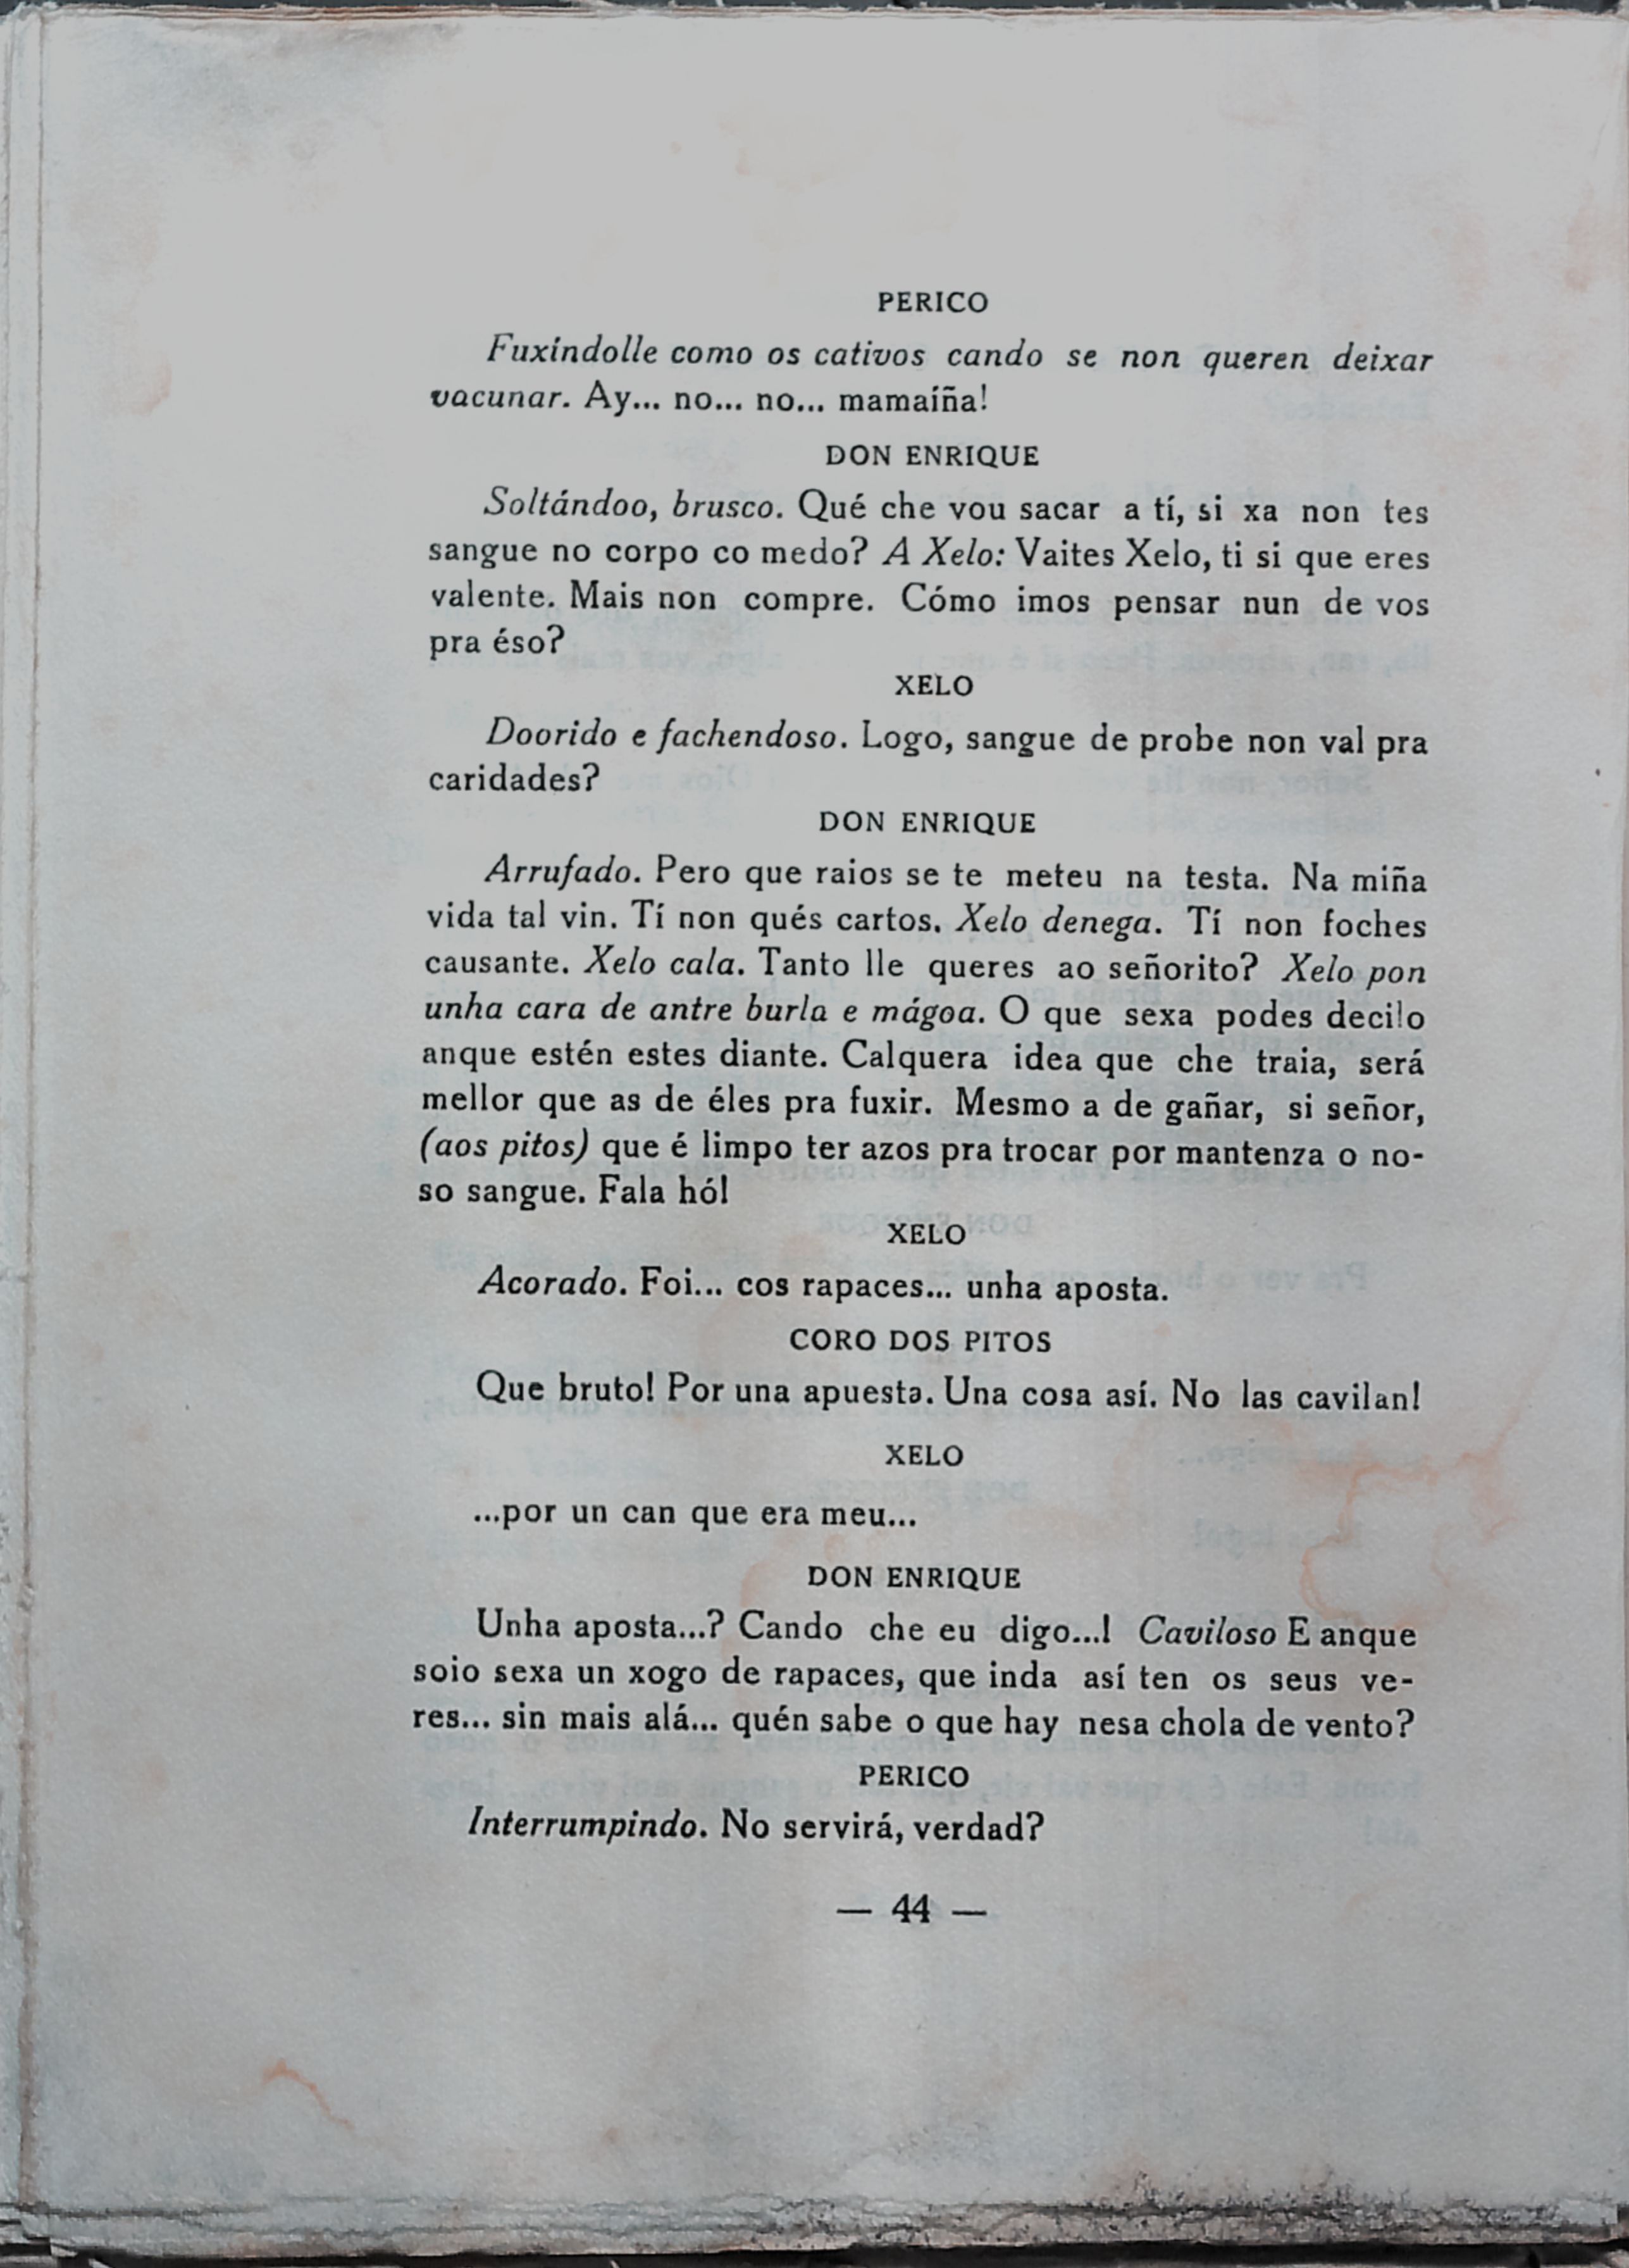 PERICO
Fuxíndolle como os cativos cando se non queren deixar
vacunar. Ay... no... no... mamaíña!
DON ENRIQUE
Soltándoo, brusco. Qué che vou sacar a tí, si xa non tes
sangue no corpo co medo? A Xelo: Vaites Xelo, ti si que eres
valente. Mais non compre. Cómo imos pensar nun de vos
pra éso?
XELO
Doorido e fachendoso. Logo, sangue de probe non val pra
caridades?
DON ENRIQUE
Arrufado. Pero que raios se te meteu na testa. Na miña
vida tal vin. Tí non qués cartos. Xelo denega. Tí non foches
causante. Xelo cala. Tanto lle queres ao señorito? Xelo pon
unha cara de antre burla e mágoa. O que sexa podes decilo
anque estén estes diante. Calquera idea que che traia, será
mellor que as de éles pra fuxir. Mesmo a de gañar, si señor,
(aos pitos) que é limpo ter azos pra trocar por mantenza o no-
so sangue. Fala hó!
XELO
Acorado. Foi... cos rapaces... unha aposta.
CORO DOS PITOS
Que bruto! Por una apuesta. Una cosa así. No las cavilan!
XELO
...por un can que era meu...
DON ENRIQUE
Unha aposta...? Cando che eu digo...! Caviloso E anque
soio sexa un xogo de rapaces, que inda así ten os seus ve-
res... sin mais alá... quén sabe o que hay nesa chola de vento?
PERICO
Interrumpindo. No servirá, verdad?
— 44 —